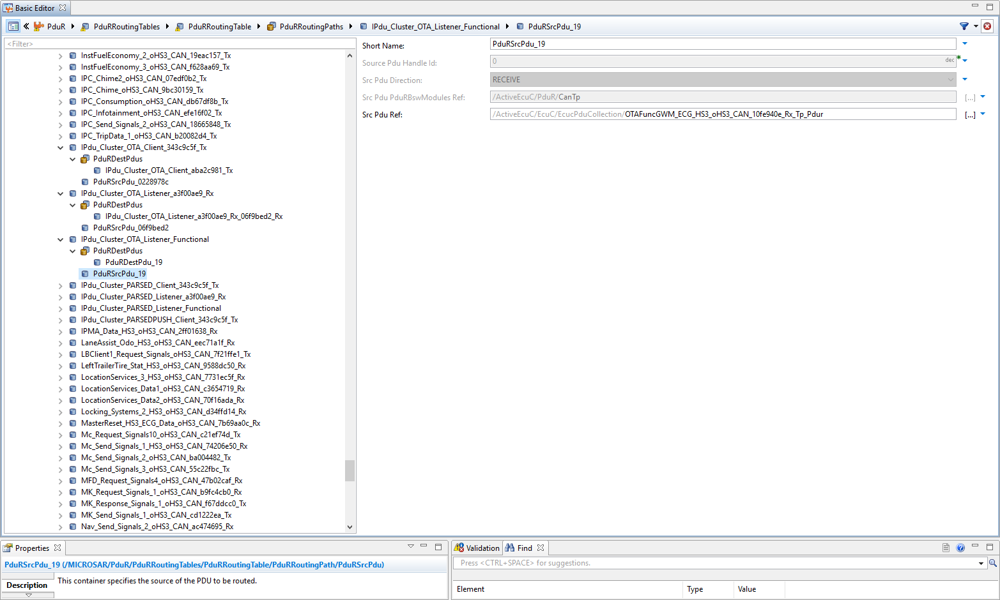 Basic Editor
PduR PduRRoutingTables PduRRoutingTable PduRRoutingPaths IPdu_Cluster_OTA_Listener_Functional PduRSrcPdu_19
<Filter>
InstFuelEconomy_2_oHS3_CAN_19eac157_Tx
InstFuelEconomy_3_oHS3_CAN_f628aa69_Tx
IPC_Chime2_oHS3_CAN_07edf0b2_Tx
IPC_Chime_oHS3_CAN_9bc30159_Tx
IPC_Consumption_oHS3_CAN_db67df8b_Tx
IPC_Infotainment_oHS3_CAN_efe16f02_Tx
IPC_Send_Signals_2_oHS3_CAN_18665848_Tx
IPC_TripData_1_oHS3_CAN_b20082d4_Tx
IPdu_Cluster_OTA_Client_343c9c5f_Tx
PduRDestPdus
IPdu_Cluster_OTA_Client_aba2c981_Tx
PduRSrcPdu_0228978c
IPdu_Cluster_OTA_Listener_a3f00ae9_Rx
PduRDestPdus
IPdu_Cluster_OTA_Listener_a3f00ae9_Rx_06f9bed2_Rx
PduRSrcPdu_06f9bed2
IPdu_Cluster_OTA_Listener_Functional
PduRDestPdus
PduRDestPdu_19
PduRSrcPdu_19
IPdu_Cluster_PARSED_Client_343c9c5f_Tx
IPdu_Cluster_PARSED_Listener_a3f00ae9_Rx
IPdu_Cluster_PARSED_Listener_Functional
IPdu_Cluster_PARSEDPUSH_Client_343c9c5f_Tx
IPMA_Data_HS3_oHS3_CAN_2ff01638_Rx
LaneAssist_Odo_HS3_oHS3_CAN_eec71a1f_Rx
LBClient1_Request_Signals_oHS3_CAN_7f21ffe1_Tx
LeftTrailerTire_Stat_HS3_oHS3_CAN_9588dc50_Rx
LocationServices_3_HS3_oHS3_CAN_7731ec5f_Rx
LocationServices_Data1_oHS3_CAN_c3654719_Rx
LocationServices_Data2_oHS3_CAN_70f16ada_Rx
Locking_Systems_2_HS3_oHS3_CAN_d34ffd14_Rx
MasterReset_HS3_ECG_Data_oHS3_CAN_7b69aa0c_Rx
Mc_Request_Signals10_oHS3_CAN_c21ef74d_Tx
Mc_Send_Signals_1_HS3_oHS3_CAN_74206e50_Rx
Mc_Send_Signals_2_oHS3_CAN_ba004482_Tx
Mc_Send_Signals_3_oHS3_CAN_55c22fbc_Tx
MFD_Request_Signals4_oHS3_CAN_47b02caf_Rx
MK_Request_Signals_1_oHS3_CAN_b9fc4cb0_Rx
MK_Response_Signals_1_oHS3_CAN_f67ddcc0_Tx
MK_Send_Signals_1_oHS3_CAN_cd1222ea_Tx
Nav_Send_Signals_2_oHS3_CAN_ac474695_Rx
Short Name: PduRSrcPdu_19
Source Pdu Handle Id: 0 dec *
Src Pdu Direction: RECEIVE
Src Pdu PduRBswModules Ref: /ActiveEcuC/PduR/CanTp [...]
Src Pdu Ref: /ActiveEcuC/EcuC/EcucPduCollection/OTAFuncGWM_ECG_HS3_oHS3_CAN_10fe940e_Rx_Tp_Pdur [...]
Properties
PduRSrcPdu_19 (/MICROSAR/PduR/PduRRoutingTables/PduRRoutingTable/PduRRoutingPath/PduRSrcPdu)
Description This container specifies the source of the PDU to be routed.
Validation Find
Press <CTRL+SPACE> for suggestions.
Element Type Value